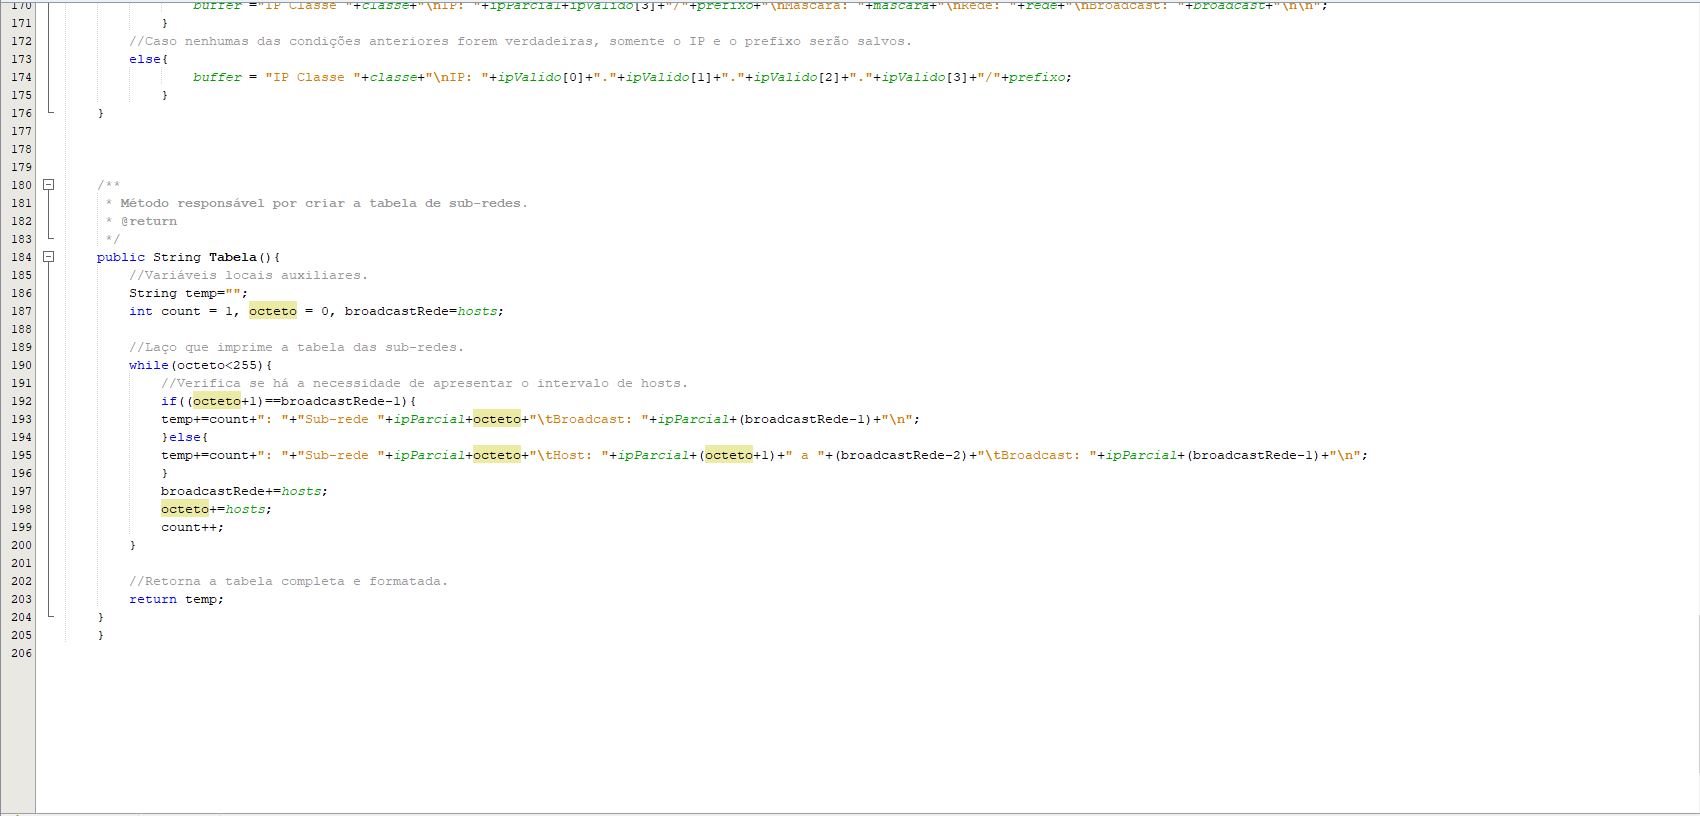 170 buffer ="IP Classe "+classe+"\nIP: "+ipParcial+ipValido[3]+"/"+prefixo+"\nMáscara: "+mascara+"\nRede: "+rede+"\nBroadcast: "+broadcast+"\n\n";
171 }
172 //Caso nenhumas das condições anteriores forem verdadeiras, somente o IP e o prefixo serão salvos.
173 else{
174 buffer = "IP Classe "+classe+"\nIP: "+ipValido[0]+"."+ipValido[1]+"."+ipValido[2]+"."+ipValido[3]+"/"+prefixo;
175 }
176 }
177
178
179
180 /**
181 * Método responsável por criar a tabela de sub-redes.
182 * @return
183 */
184 public String Tabela(){
185 //Variáveis locais auxiliares.
186 String temp="";
187 int count = 1, octeto = 0, broadcastRede=hosts;
188
189 //Laço que imprime a tabela das sub-redes.
190 while(octeto<255){
191 //Verifica se há a necessidade de apresentar o intervalo de hosts.
192 if((octeto+1)==broadcastRede-1){
193 temp+=count+": "+"Sub-rede "+ipParcial+octeto+"\tBroadcast: "+ipParcial+(broadcastRede-1)+"\n";
194 }else{
195 temp+=count+": "+"Sub-rede "+ipParcial+octeto+"\tHost: "+ipParcial+(octeto+1)+" a "+(broadcastRede-2)+"\tBroadcast: "+ipParcial+(broadcastRede-1)+"\n";
196 }
197 broadcastRede+=hosts;
198 octeto+=hosts;
199 count++;
200 }
201
202 //Retorna a tabela completa e formatada.
203 return temp;
204 }
205 }
206